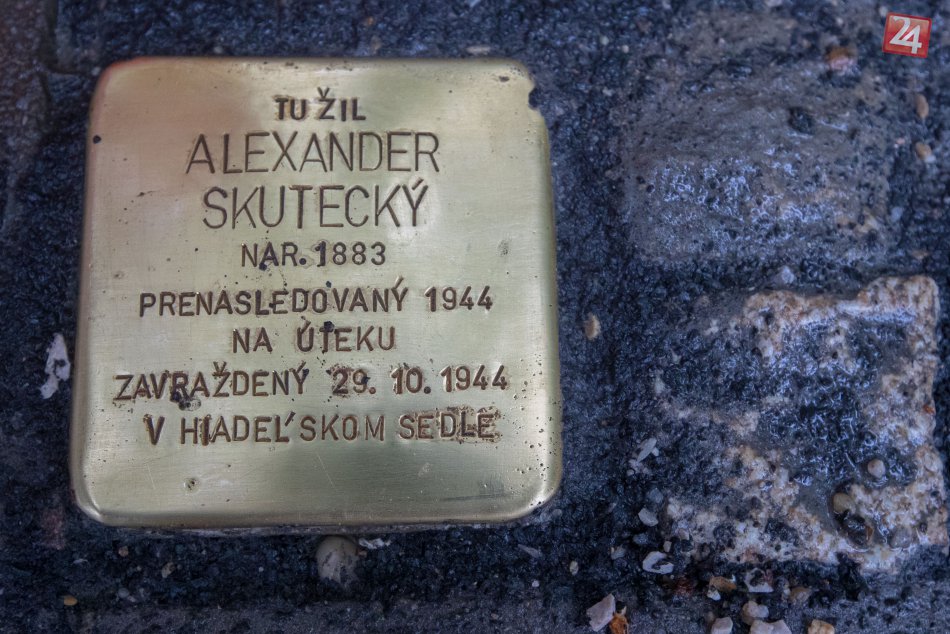 TU ŽIL
ALEXANDER
SKUTECKÝ
NAR. 1883
PRENASLEDOVANÝ 1944
NA ÚTEKU
ZAVRAŽDENÝ 29. 10. 1944
V HIADEĽSKOM SEDLE
24